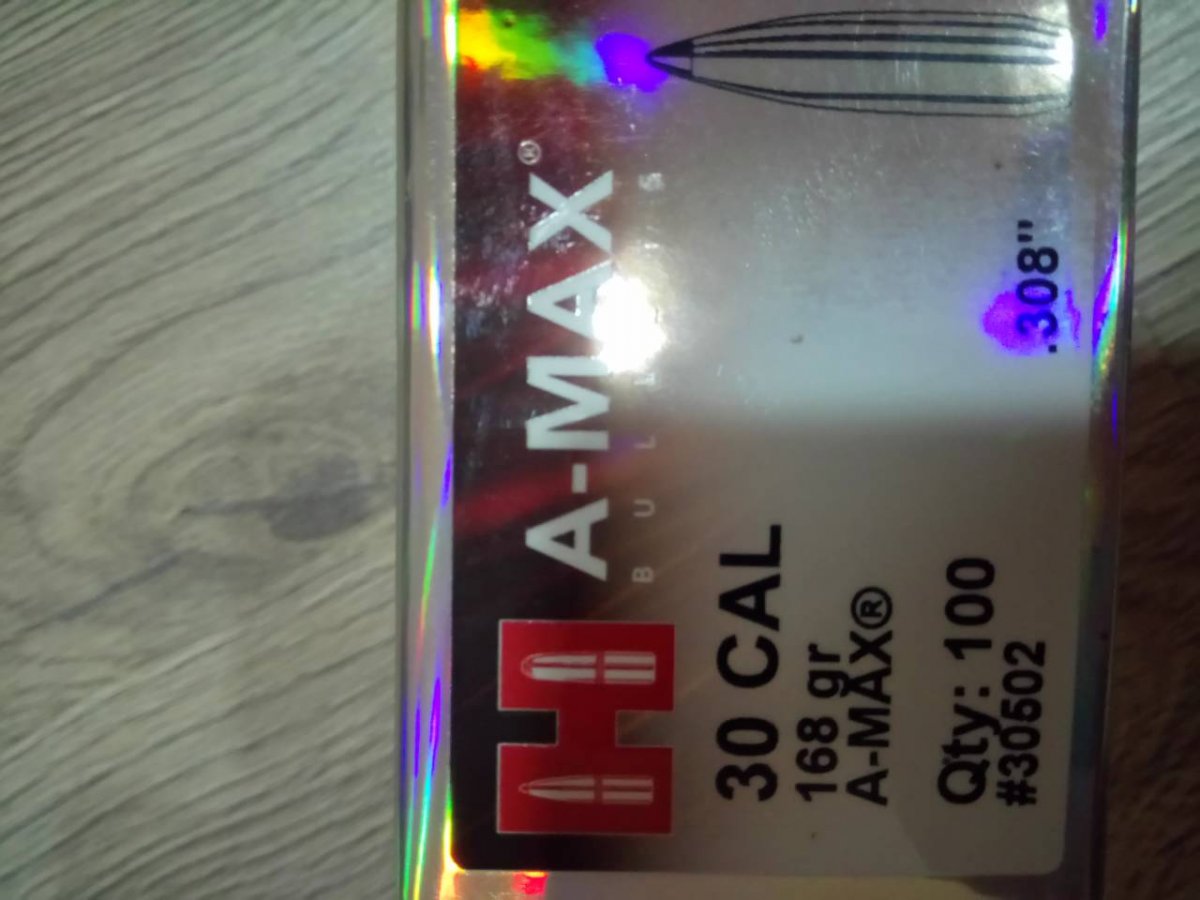 A-MAX®
BULLETS
30 CAL
168 gr
A-MAX®
Qty: 100
#30502
.308"